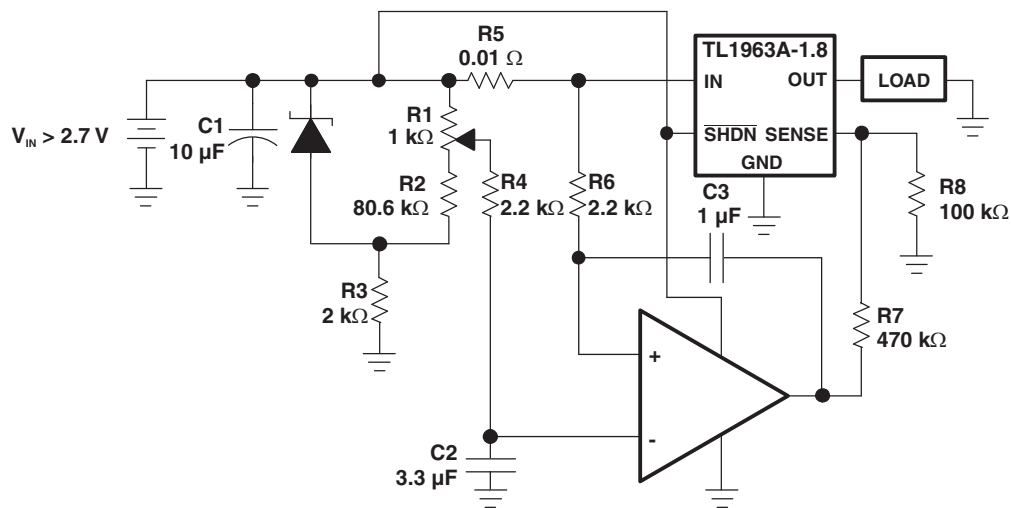 R5
0.01 Ω
TL1963A-1.8
IN
OUT
LOAD
R1
1 kΩ
C1
10 µF
V_IN > 2.7 V
SHDN
SENSE
GND
R2
80.6 kΩ
R4
2.2 kΩ
R6
2.2 kΩ
C3
1 µF
R8
100 kΩ
R3
2 kΩ
R7
470 kΩ
+
-
C2
3.3 µF